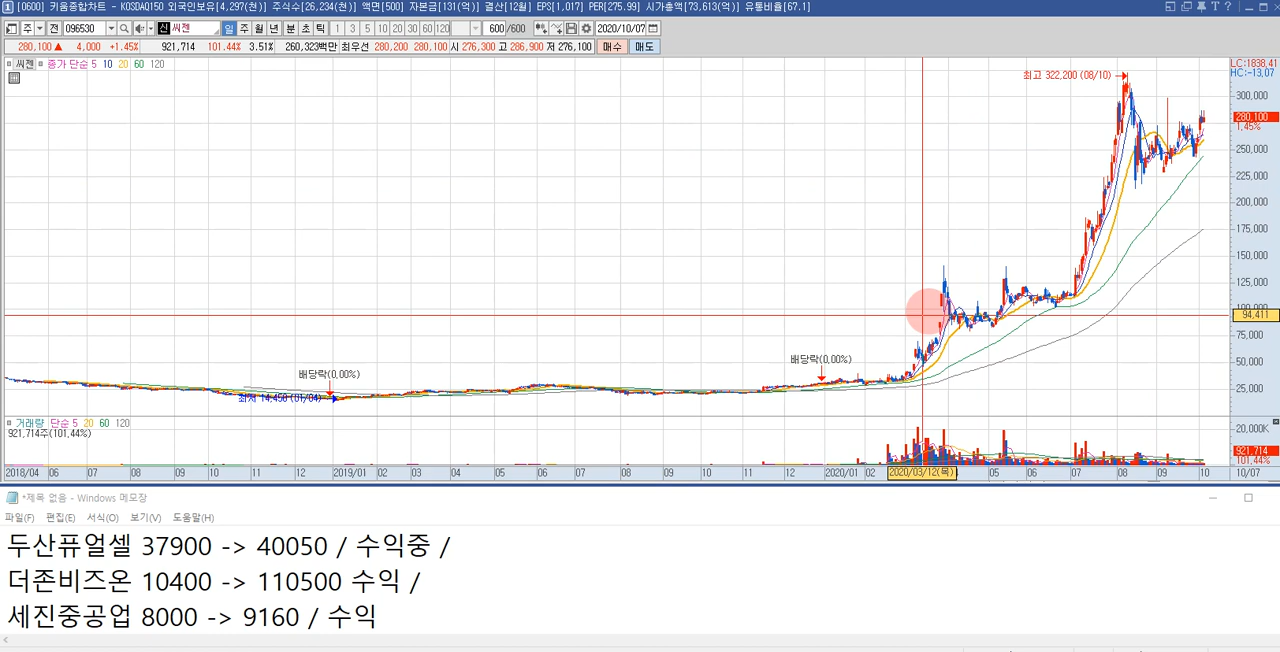 [0600] 키움종합차트 - KOSDAQ150 외국인보유[4,297(천)] 주식수[26,234(천)] 액면[500] 자본금[131(억)] 결산[12월] EPS[1,017] PER[275.99] 시가총액[73,613(억)] 유통비율[67.1]
주 전 096530 신 씨젠 일 주 월 년 분 초 틱 1 3 5 10 20 30 60 120 600 /600 2020/10/07
280,100 ▲ 4,000 +1.45% 921,714 101.44% 3.51% 260,323백만 최우선 280,200 280,100 시 276,300 고 286,900 저 276,100 매수 매도
씨젠 종가 단순 5 10 20 60 120
LC:1838.41
HC:-13.07
최고 322,200 (08/10)
300,000
280,100
1.45%
250,000
225,000
200,000
175,000
150,000
125,000
100,000
94,411
75,000
50,000
25,000
배당락(0,00%)
배당락(0,00%)
최저 14,450 (01/04)
거래량 단순 5 20 60 120
921,714주(101,44%)
20,000K
921,714
101.44%
2018/04 06 07 08 09 10 11 12 2019/01 02 03 04 05 06 07 08 09 10 11 12 2020/01 02 2020/03/12(목) 05 06 07 08 09 10 10/07
*제목 없음 - Windows 메모장
파일(F) 편집(E) 서식(O) 보기(V) 도움말(H)
두산퓨얼셀 37900 -> 40050 / 수익중 /
더존비즈온 10400 -> 110500 수익 /
세진중공업 8000 -> 9160 / 수익